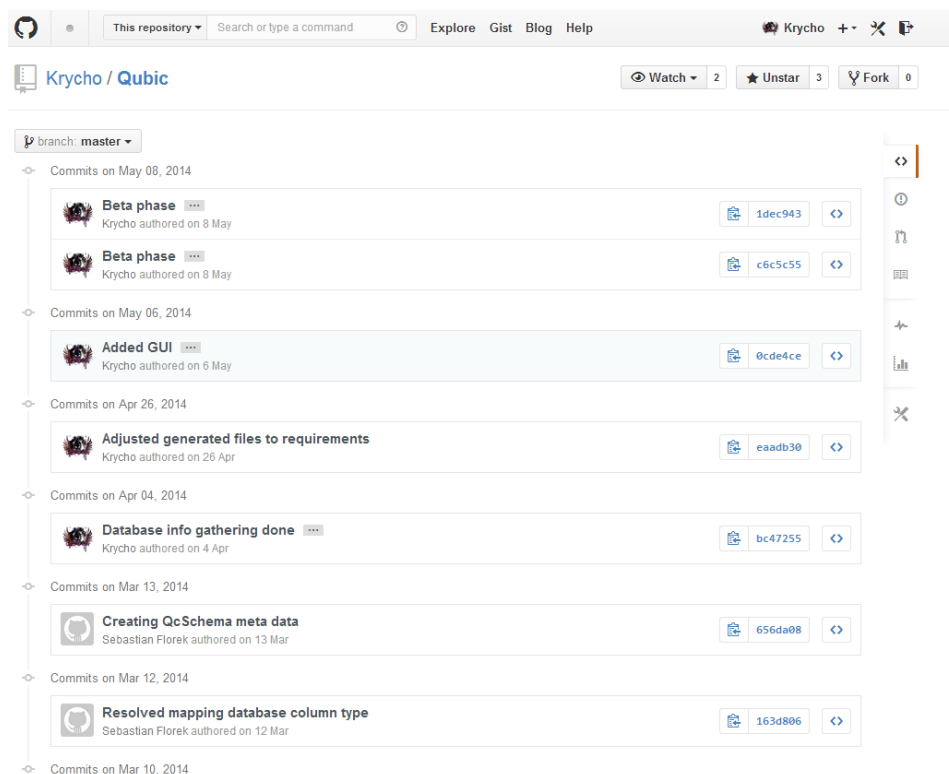 This repository Search or type a command Explore Gist Blog Help Krycho
Krycho / Qubic Watch 2 Unstar 3 Fork 0
branch: master
Commits on May 08, 2014
Beta phase ...
Krycho authored on 8 May
1dec943
Beta phase ...
Krycho authored on 8 May
c6c5c55
Commits on May 06, 2014
Added GUI ...
Krycho authored on 6 May
0cde4ce
Commits on Apr 26, 2014
Adjusted generated files to requirements
Krycho authored on 26 Apr
eaadb30
Commits on Apr 04, 2014
Database info gathering done ...
Krycho authored on 4 Apr
bc47255
Commits on Mar 13, 2014
Creating QcSchema meta data
Sebastian Florek authored on 13 Mar
656da08
Commits on Mar 12, 2014
Resolved mapping database column type
Sebastian Florek authored on 12 Mar
163d806
Commits on Mar 10, 2014